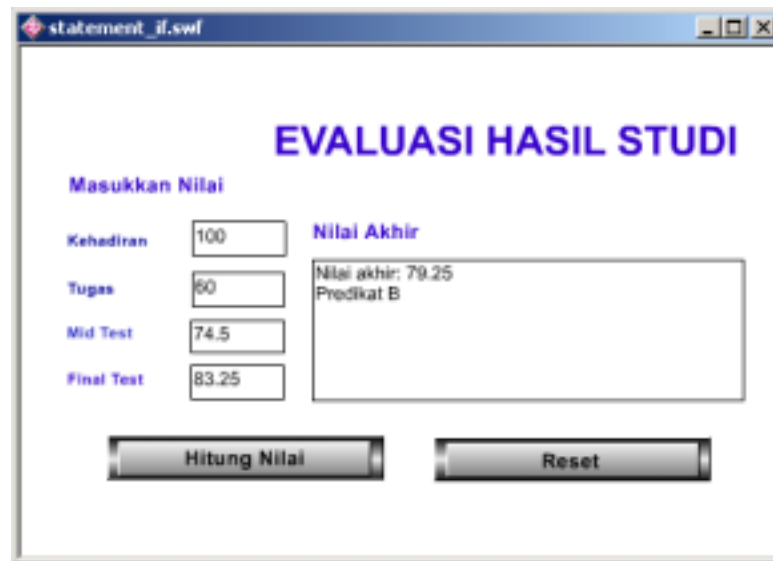 statement_if.swf
EVALUASI HASIL STUDI
Masukkan Nilai
Kehadiran
100
Tugas
60
Mid Test
74.5
Final Test
83.25
Nilai Akhir
Nilai akhir: 79.25
Predikat B
Hitung Nilai
Reset